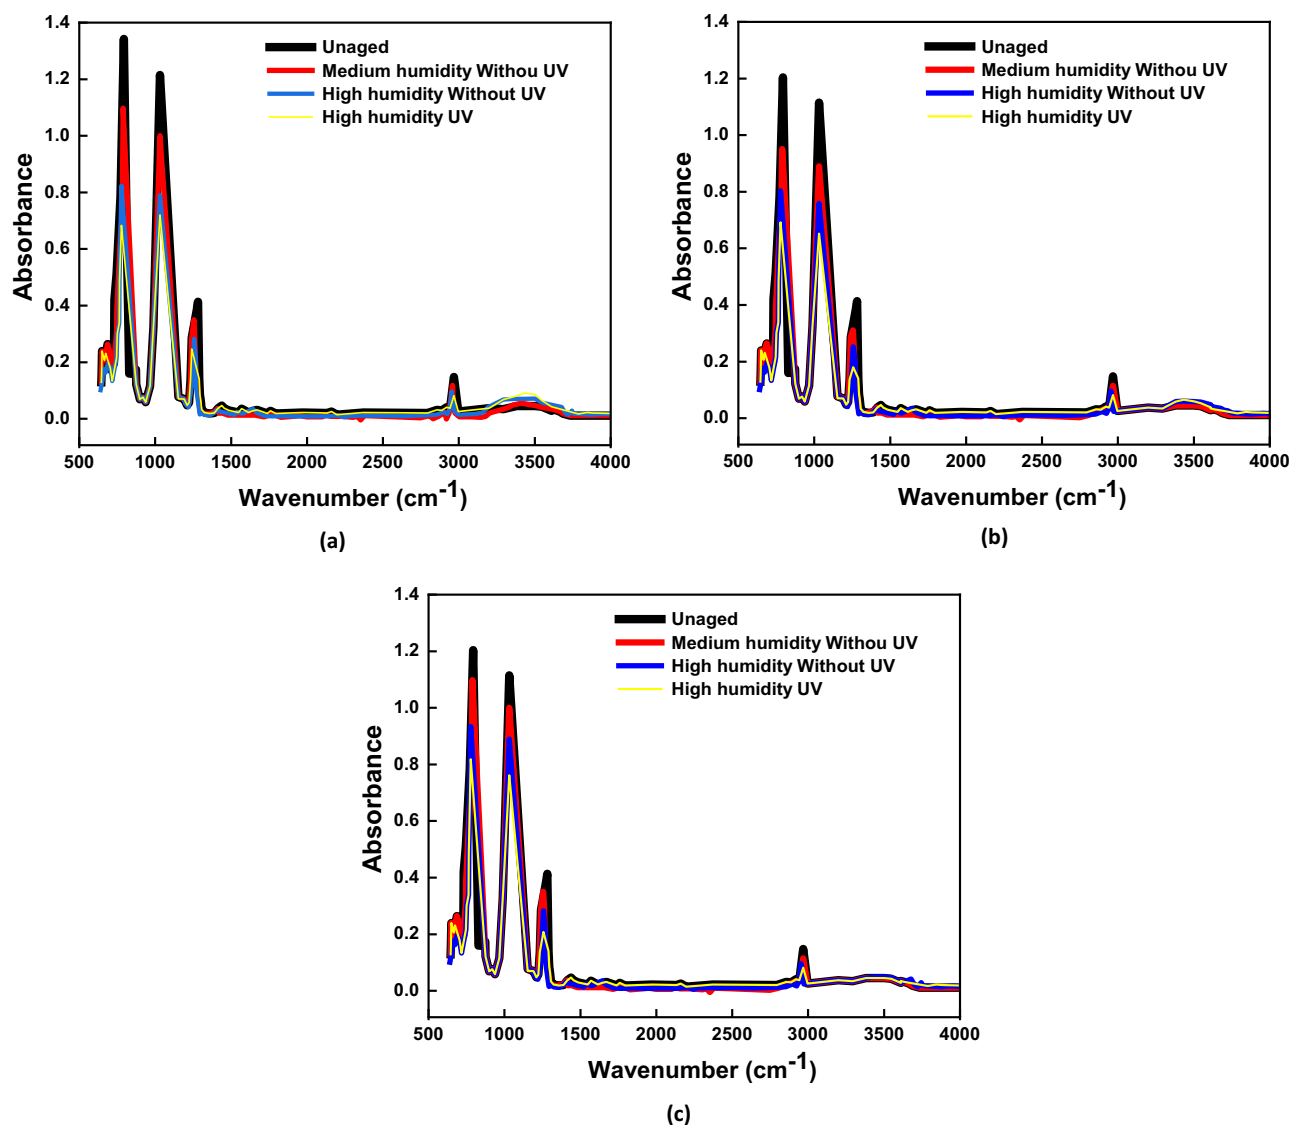 1.4
1.2
1.0
0.8
0.6
0.4
0.2
0.0
Absorbance
Unaged
Medium humidity Withou UV
High humidity Without UV
High humidity UV
500 1000 1500 2000 2500 3000 3500 4000
Wavenumber (cm-1)
(a)
1.4
1.2
1.0
0.8
0.6
0.4
0.2
0.0
Absorbance
Unaged
Medium humidity Withou UV
High humidity Without UV
High humidity UV
500 1000 1500 2000 2500 3000 3500 4000
Wavenumber (cm-1)
(b)
1.4
1.2
1.0
0.8
0.6
0.4
0.2
0.0
Absorbance
Unaged
Medium humidity Withou UV
High humidity Without UV
High humidity UV
500 1000 1500 2000 2500 3000 3500 4000
Wavenumber (cm-1)
(c)